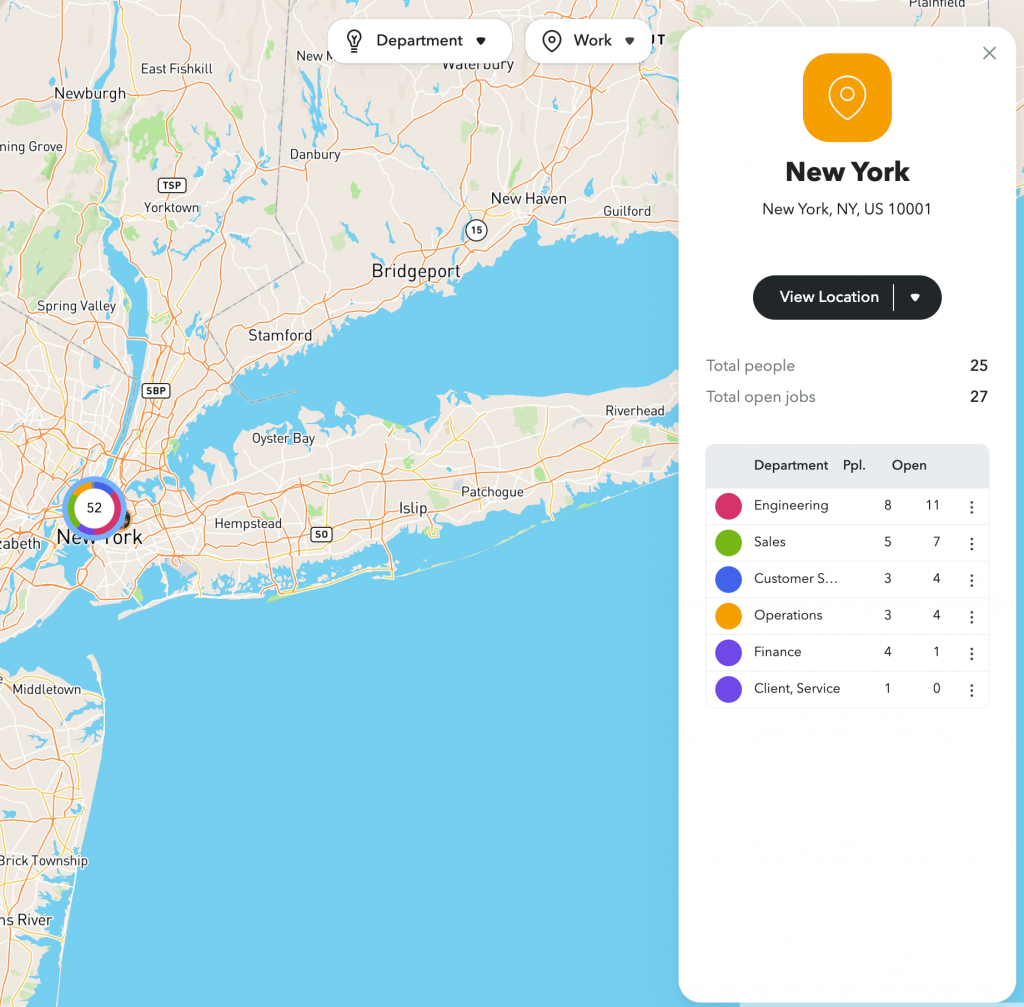 Plainfield
Department
Work
UT
New M
Waterbury
East Fishkill
Newburgh
ming Grove
Danbury
TSP
Yorktown
New Haven
Guilford
15
Bridgeport
Spring Valley
Stamford
SBP
Riverhead
Oyster Bay
Patchogue
Islip
52
Hempstead
SO
New York
zabeth
Middletown
Brick Township
ns River
New York
New York, NY, US 10001
View Location
Total people 25
Total open jobs 27
Department Ppl. Open
Engineering 8 11
Sales 5 7
Customer S... 3 4
Operations 3 4
Finance 4 1
Client, Service 1 0